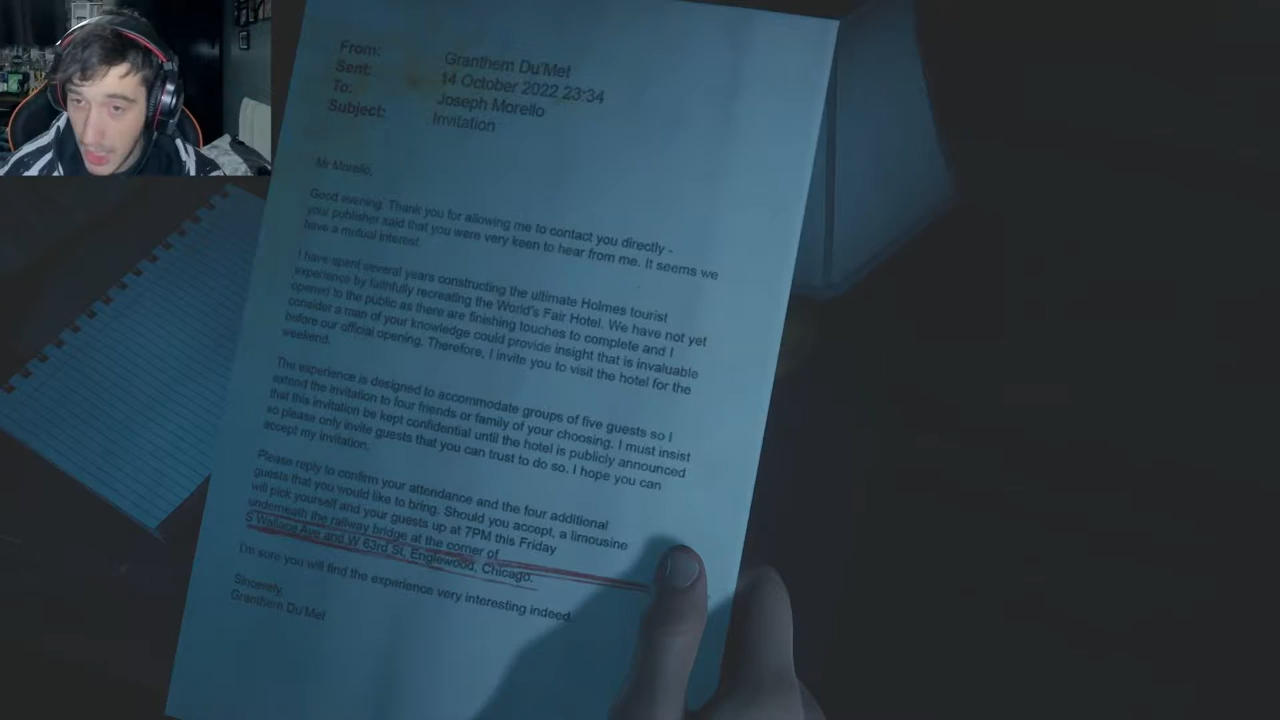 From: Granthem Du'Met
Sent: 14 October 2022 23:34
To: Joseph Morello
Subject: Invitation
Mr Morello,
Good evening. Thank you for allowing me to contact you directly -
your publisher said that you were very keen to hear from me. It seems we
have a mutual interest.
I have spent several years constructing the ultimate Holmes tourist
experience by faithfully recreating the World's Fair Hotel. We have not yet
opened to the public as there are finishing touches to complete and I
consider a man of your knowledge could provide insight that is invaluable
before our official opening. Therefore, I invite you to visit the hotel for the
weekend.
The experience is designed to accommodate groups of five guests so I
extend the invitation to four friends or family of your choosing. I must insist
that this invitation be kept confidential until the hotel is publicly announced
so please only invite guests that you can trust to do so. I hope you can
accept my invitation.
Please reply to confirm your attendance and the four additional
guests that you would like to bring. Should you accept, a limousine
will pick yourself and your guests up at 7PM this Friday
underneath the railway bridge at the corner of
S Wallace Ave and W 63rd St, Englewood, Chicago.
I'm sure you will find the experience very interesting indeed.
Sincerely,
Granthem Du'Met